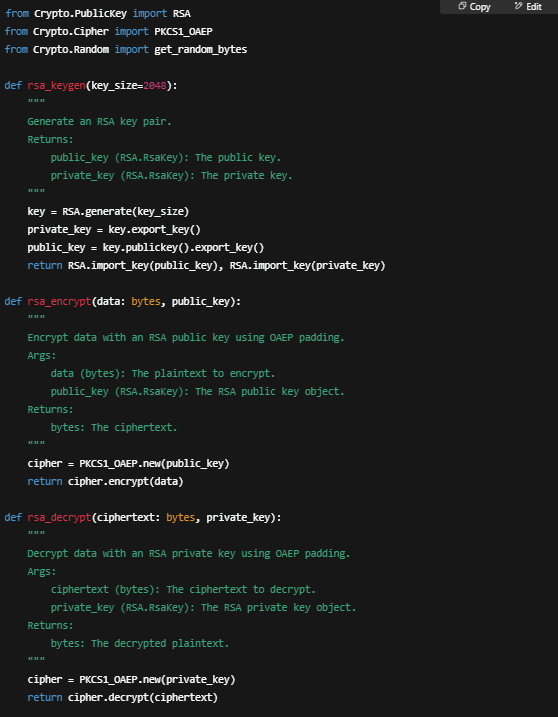 Copy Edit
from Crypto.PublicKey import RSA
from Crypto.Cipher import PKCS1_OAEP
from Crypto.Random import get_random_bytes
def rsa_keygen(key_size=2048):
    """
    Generate an RSA key pair.
    Returns:
        public_key (RSA.RsaKey): The public key.
        private_key (RSA.RsaKey): The private key.
    """
    key = RSA.generate(key_size)
    private_key = key.export_key()
    public_key = key.publickey().export_key()
    return RSA.import_key(public_key), RSA.import_key(private_key)
def rsa_encrypt(data: bytes, public_key):
    """
    Encrypt data with an RSA public key using OAEP padding.
    Args:
        data (bytes): The plaintext to encrypt.
        public_key (RSA.RsaKey): The RSA public key object.
    Returns:
        bytes: The ciphertext.
    """
    cipher = PKCS1_OAEP.new(public_key)
    return cipher.encrypt(data)
def rsa_decrypt(ciphertext: bytes, private_key):
    """
    Decrypt data with an RSA private key using OAEP padding.
    Args:
        ciphertext (bytes): The ciphertext to decrypt.
        private_key (RSA.RsaKey): The RSA private key object.
    Returns:
        bytes: The decrypted plaintext.
    """
    cipher = PKCS1_OAEP.new(private_key)
    return cipher.decrypt(ciphertext)